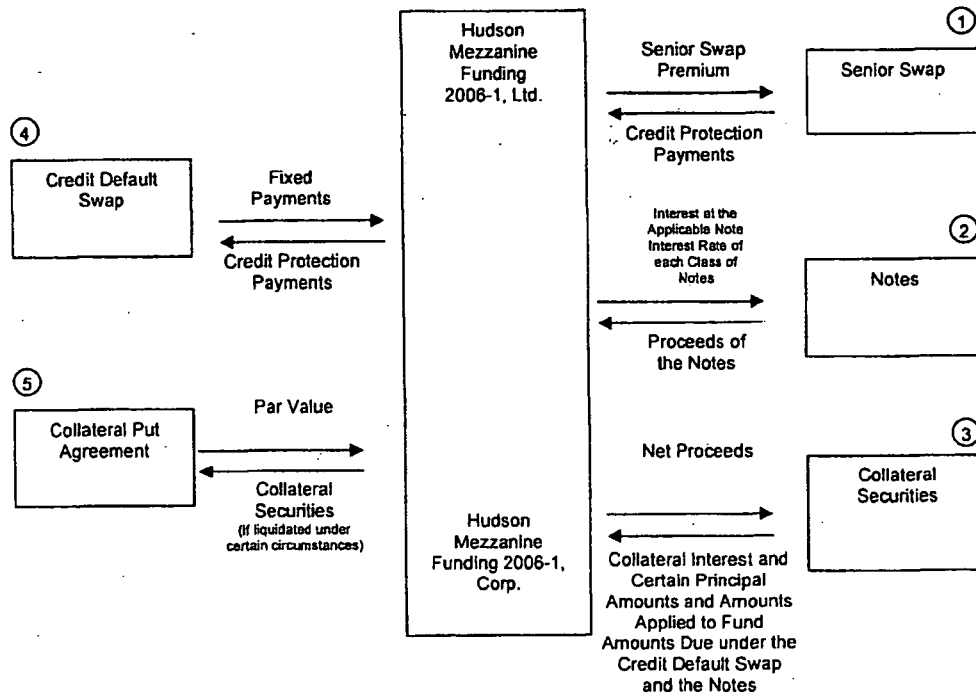 Hudson
Mezzanine
Funding
2006-1, Ltd.
1
Senior Swap
Premium
Senior Swap
Credit Protection
Payments
4
Credit Default
Swap
Fixed
Payments
Credit Protection
Payments
Interest at the
Applicable Note
Interest Rate of
each Class of
Notes
2
Notes
Proceeds of
the Notes
5
Collateral Put
Agreement
Par Value
Collateral
Securities
(If liquidated under
certain circumstances)
Net Proceeds
3
Collateral
Securities
Hudson
Mezzanine
Funding 2006-1,
Corp.
Collateral Interest and
Certain Principal
Amounts and Amounts
Applied to Fund
Amounts Due under the
Credit Default Swap
and the Notes